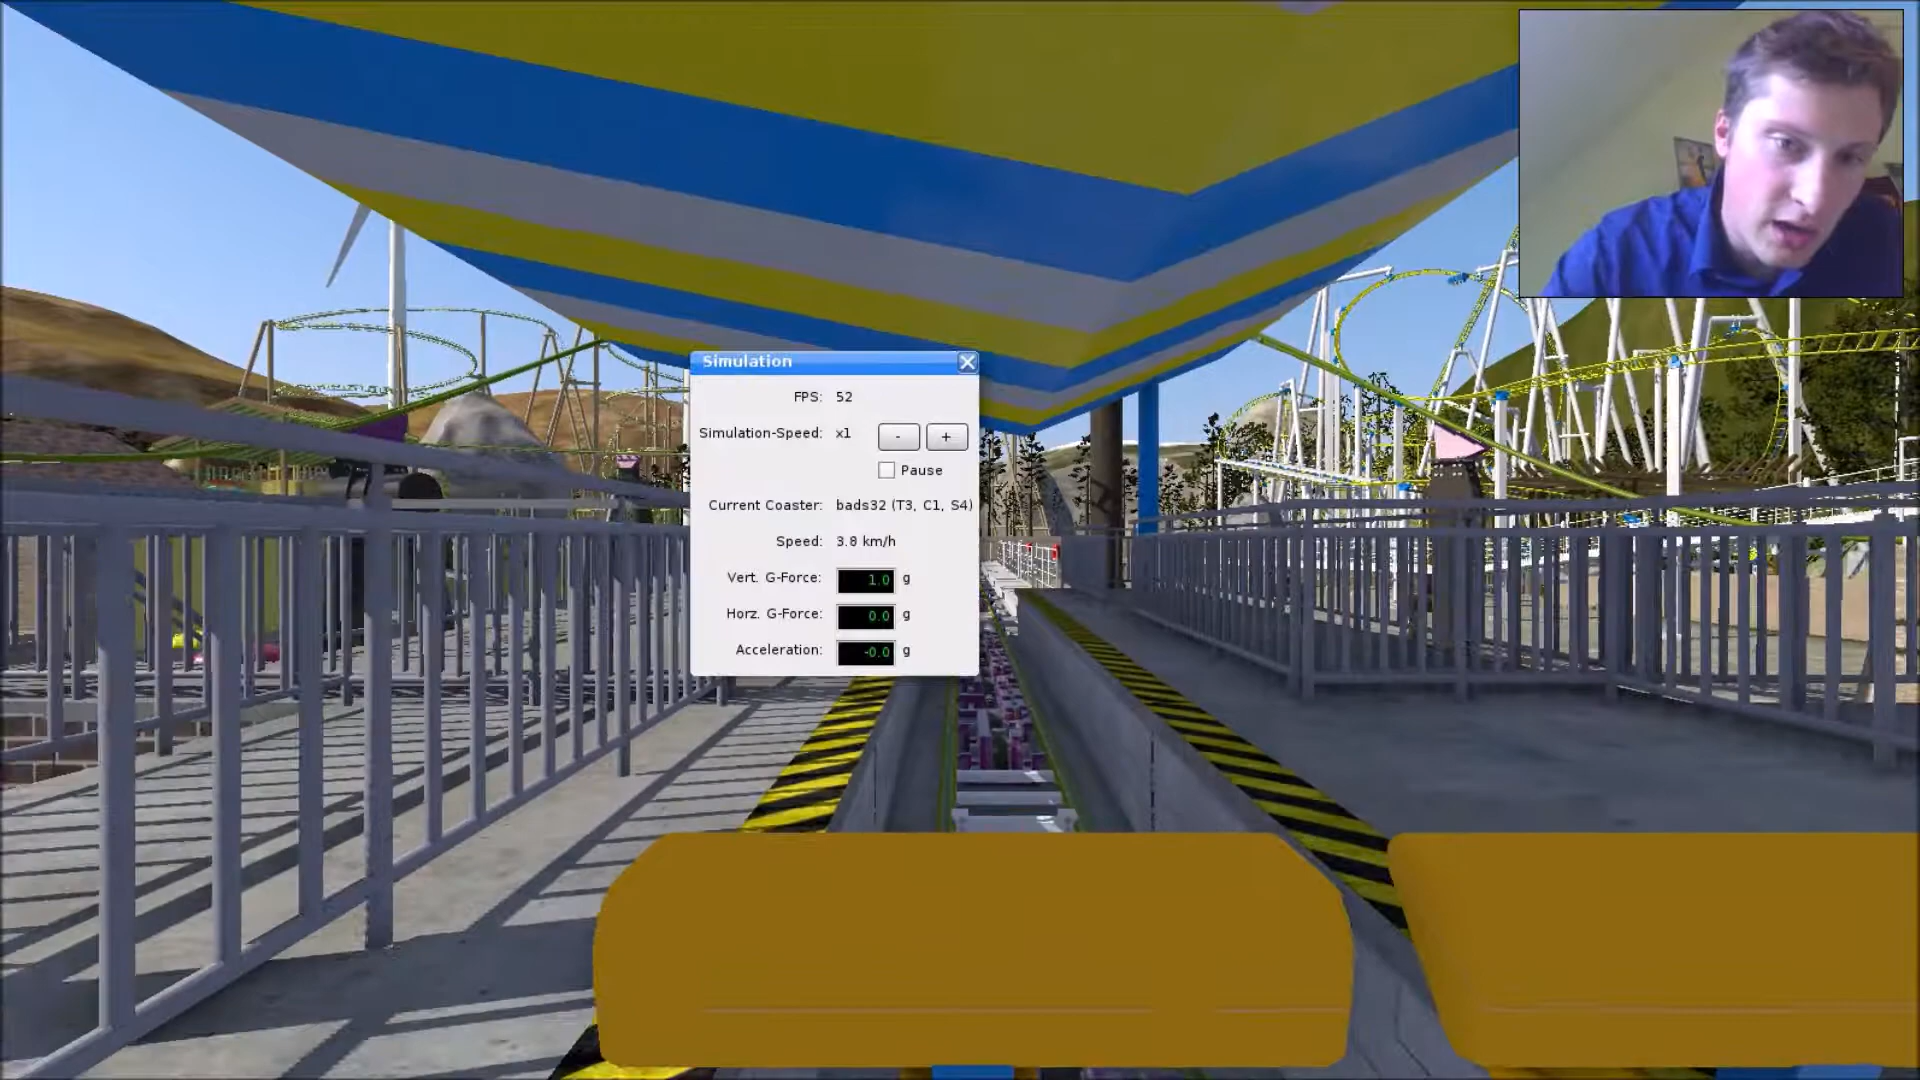 Simulation
FPS: 52
Simulation-Speed: x1 - +
Pause
Current Coaster: bads32 (T3, C1, S4)
Speed: 3.8 km/h
Vert. G-Force: 1.0 g
Horz. G-Force: 0.0 g
Acceleration: -0.0 g